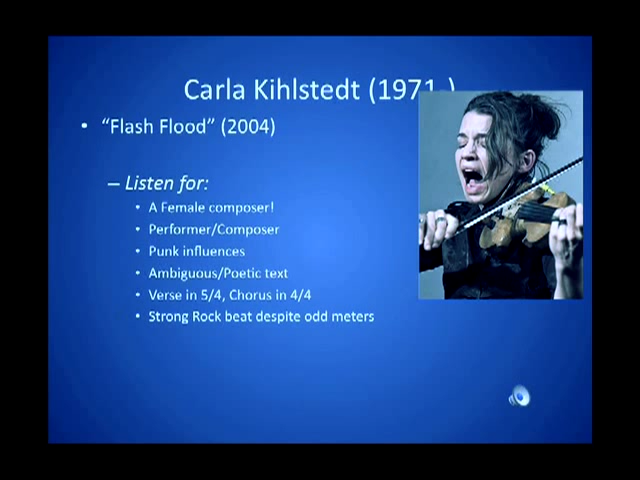 Carla Kihlstedt (1971-)
• “Flash Flood” (2004)
– Listen for:
• A Female composer!
• Performer/Composer
• Punk influences
• Ambiguous/Poetic text
• Verse in 5/4, Chorus in 4/4
• Strong Rock beat despite odd meters